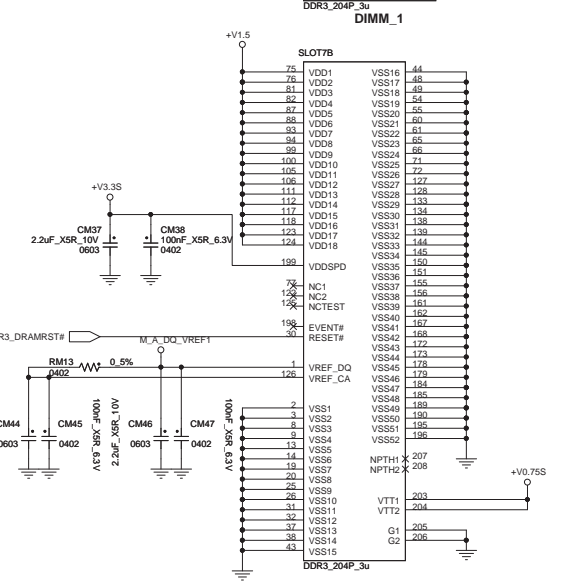 DDR3_204P_3u
DIMM_1
+V1.5
SLOT7B
75 VDD1 VSS16 44
76 VDD2 VSS17 48
81 VDD3 VSS18 49
82 VDD4 VSS19 54
87 VDD5 VSS20 55
88 VDD6 VSS21 60
93 VDD7 VSS22 61
94 VDD8 VSS23 65
99 VDD9 VSS24 66
100 VDD10 VSS25 71
105 VDD11 VSS26 72
106 VDD12 VSS27 127
111 VDD13 VSS28 128
112 VDD14 VSS29 133
117 VDD15 VSS30 134
118 VDD16 VSS31 138
123 VDD17 VSS32 139
124 VDD18 VSS33 144
VSS34 145
199 VDDSPD VSS35 150
VSS36 151
NC1 VSS37 155
NC2 VSS38 156
NCTEST VSS39 161
VSS40 162
EVENT# VSS41 167
30 RESET# VSS42 168
VSS43 172
VSS44 173
1 VREF_DQ VSS45 178
126 VREF_CA VSS46 179
VSS47 184
VSS48 185
2 VSS1 VSS49 189
3 VSS2 VSS50 190
8 VSS3 VSS51 195
9 VSS4 VSS52 196
13 VSS5
14 VSS6 NPTH1 207
19 VSS7 NPTH2 208
20 VSS8
25 VSS9
26 VSS10 VTT1 203
31 VSS11 VTT2 204
32 VSS12
37 VSS13 G1 205
38 VSS14 G2 206
43 VSS15
DDR3_204P_3u
+V0.75S
+V3.3S
CM37
2.2uF_X5R_10V
0603
CM38
100nF_X5R_6.3V
0402
R3_DRAMRST#
M_A_DQ_VREF1
RM13 0_5%
0402
CM44
0603
CM45
0402
100nF_X5R_6.3V
2.2uF_X5R_10V
CM46
0603
CM47
0402
100nF_X5R_6.3V